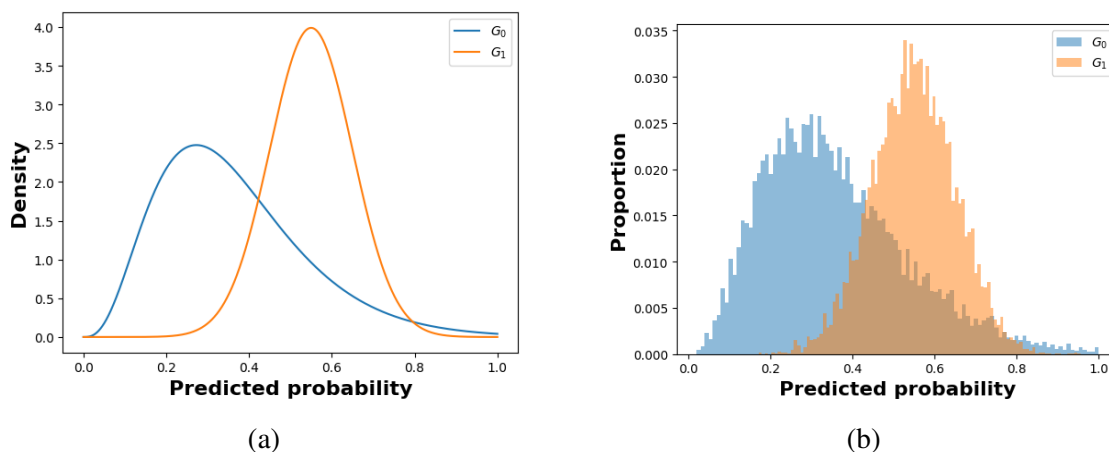 4.0
3.5
3.0
2.5
2.0
1.5
1.0
0.5
0.0
Density
G0
G1
0.0 0.2 0.4 0.6 0.8 1.0
Predicted probability
(a)
0.035
0.030
0.025
0.020
0.015
0.010
0.005
0.000
Proportion
G0
G1
0.0 0.2 0.4 0.6 0.8 1.0
Predicted probability
(b)